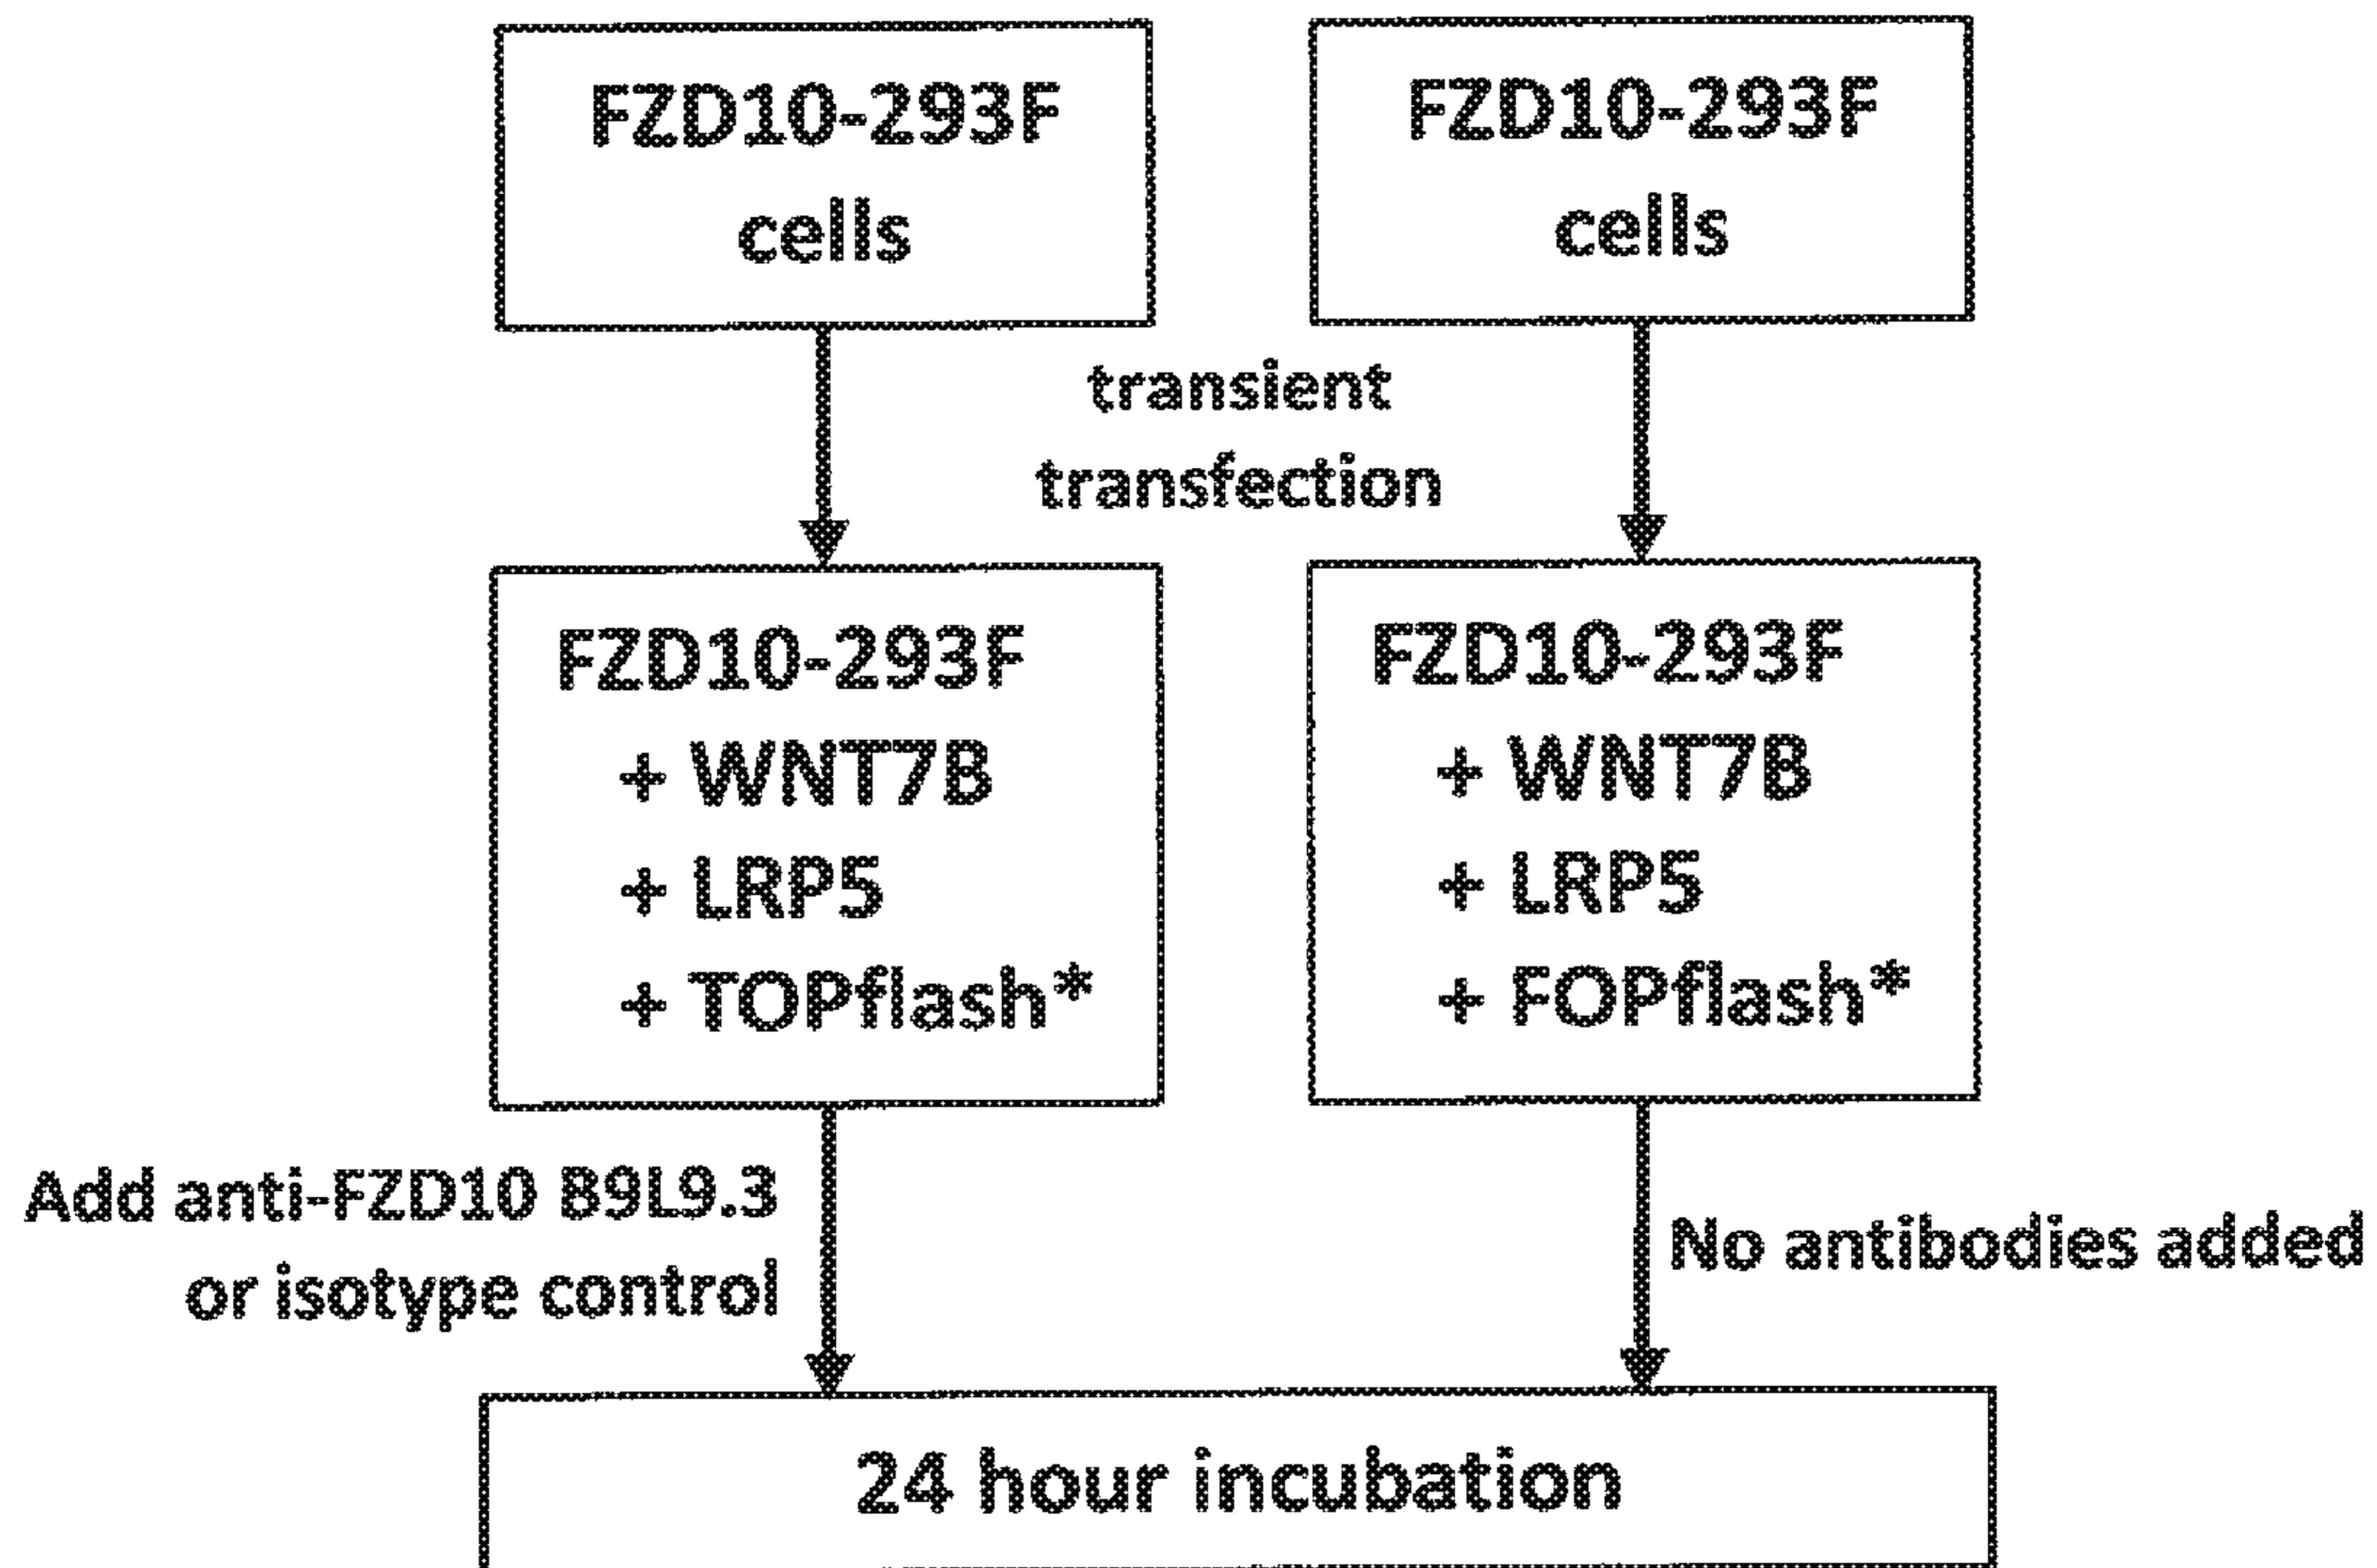 FZD10-293F
cells
FZD10-293F
cells
transient
transfection
FZD10-293F
+ WNT7B
+ LRP5
+ TOPflash*
FZD10-293F
+ WNT7B
+ LRP5
+ FOPflash*
Add anti-FZD10 B9L9.3
or isotype control
No antibodies added
24 hour incubation